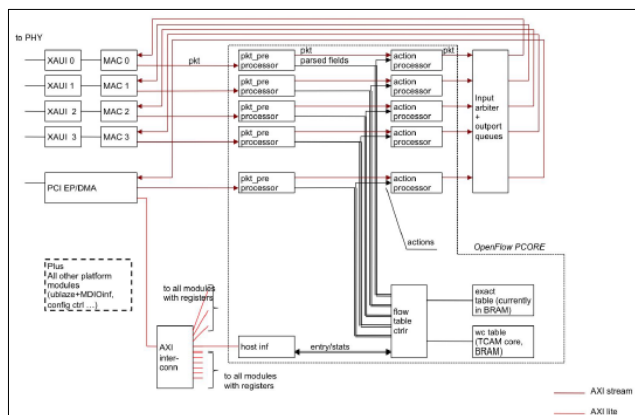 to PHY
XAUI 0
MAC 0
pkt
pkt_pre
processor
pkt
parsed fields
action
processor
pkt
XAUI 1
MAC 1
pkt_pre
processor
action
processor
XAUI 2
MAC 2
pkt_pre
processor
action
processor
XAUI 3
MAC 3
pkt_pre
processor
action
processor
Input
arbiter
+
outport
queues
PCI EP/DMA
pkt_pre
processor
action
processor
actions
OpenFlow PCORE
Plus
All other platform
modules
(ublaze+MDIOinf,
config ctrl ...)
to all modules
with registers
AXI
inter-
conn
host inf
entry/stats
flow
table
ctrlr
exact
table (currently
in BRAM)
wc table
(TCAM core,
BRAM)
to all modules
with registers
AXI stream
AXI lite